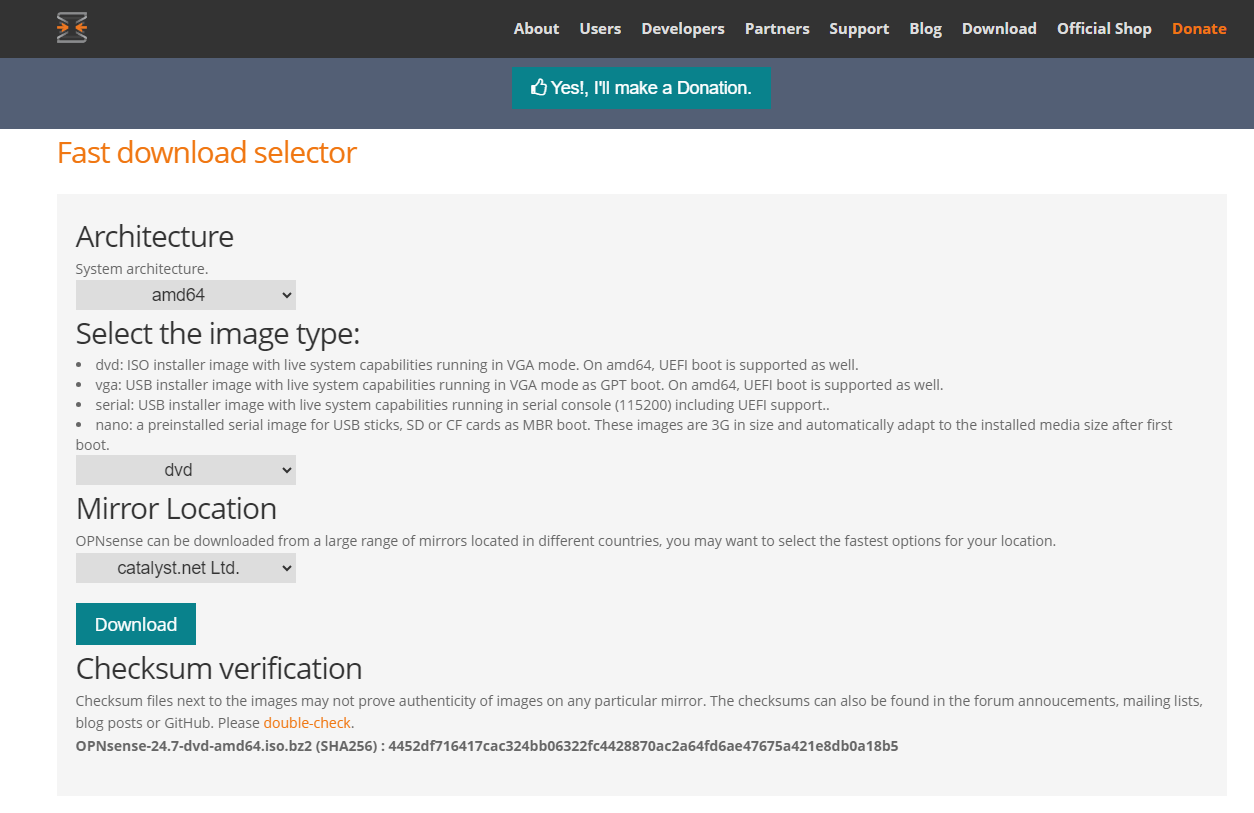 About Users Developers Partners Support Blog Download Official Shop Donate
Yes!, I'll make a Donation.
Fast download selector
Architecture
System architecture.
amd64
Select the image type:
• dvd: ISO installer image with live system capabilities running in VGA mode. On amd64, UEFI boot is supported as well.
• vga: USB installer image with live system capabilities running in VGA mode as GPT boot. On amd64, UEFI boot is supported as well.
• serial: USB installer image with live system capabilities running in serial console (115200) including UEFI support..
• nano: a preinstalled serial image for USB sticks, SD or CF cards as MBR boot. These images are 3G in size and automatically adapt to the installed media size after first
boot.
dvd
Mirror Location
OPNsense can be downloaded from a large range of mirrors located in different countries, you may want to select the fastest options for your location.
catalyst.net Ltd.
Download
Checksum verification
Checksum files next to the images may not prove authenticity of images on any particular mirror. The checksums can also be found in the forum annoucements, mailing lists,
blog posts or GitHub. Please double-check.
OPNsense-24.7-dvd-amd64.iso.bz2 (SHA256) : 4452df716417cac324bb06322fc4428870ac2a64fd6ae47675a421e8db0a18b5